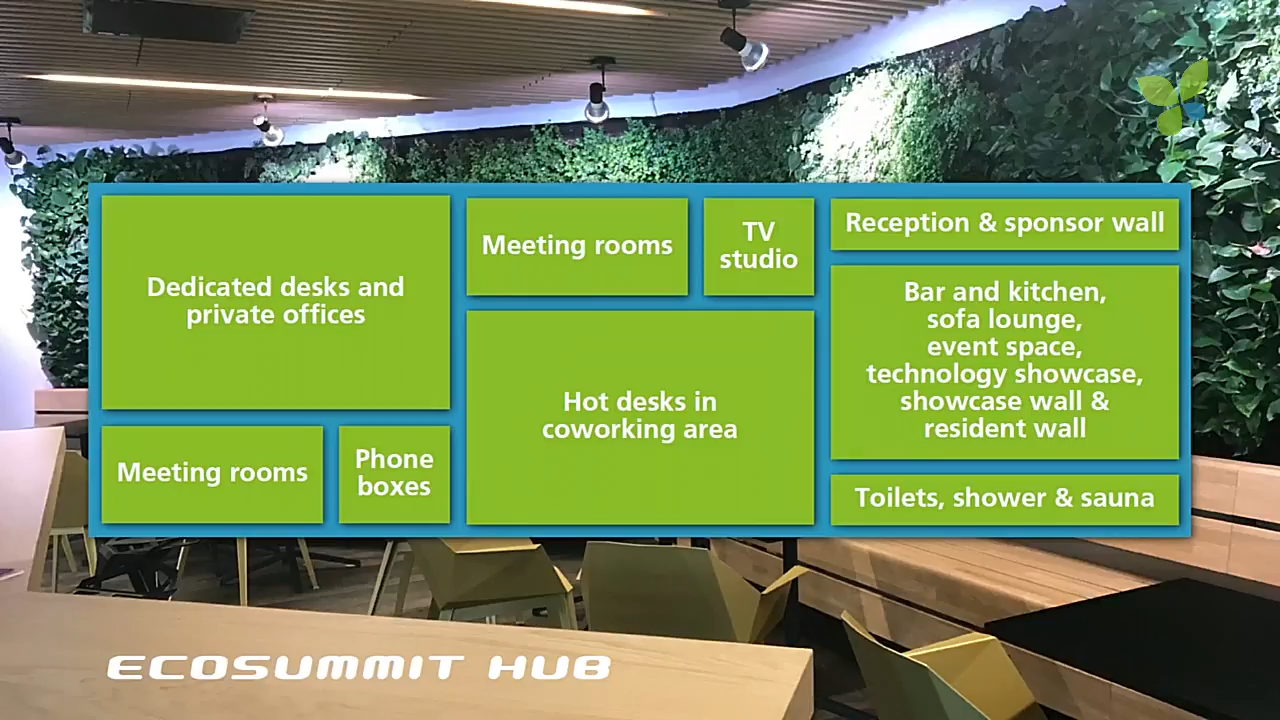 Dedicated desks and
private offices
Meeting rooms
Phone
boxes
Meeting rooms
TV
studio
Hot desks in
coworking area
Reception & sponsor wall
Bar and kitchen,
sofa lounge,
event space,
technology showcase,
showcase wall &
resident wall
Toilets, shower & sauna
ECOSUMMIT HUB